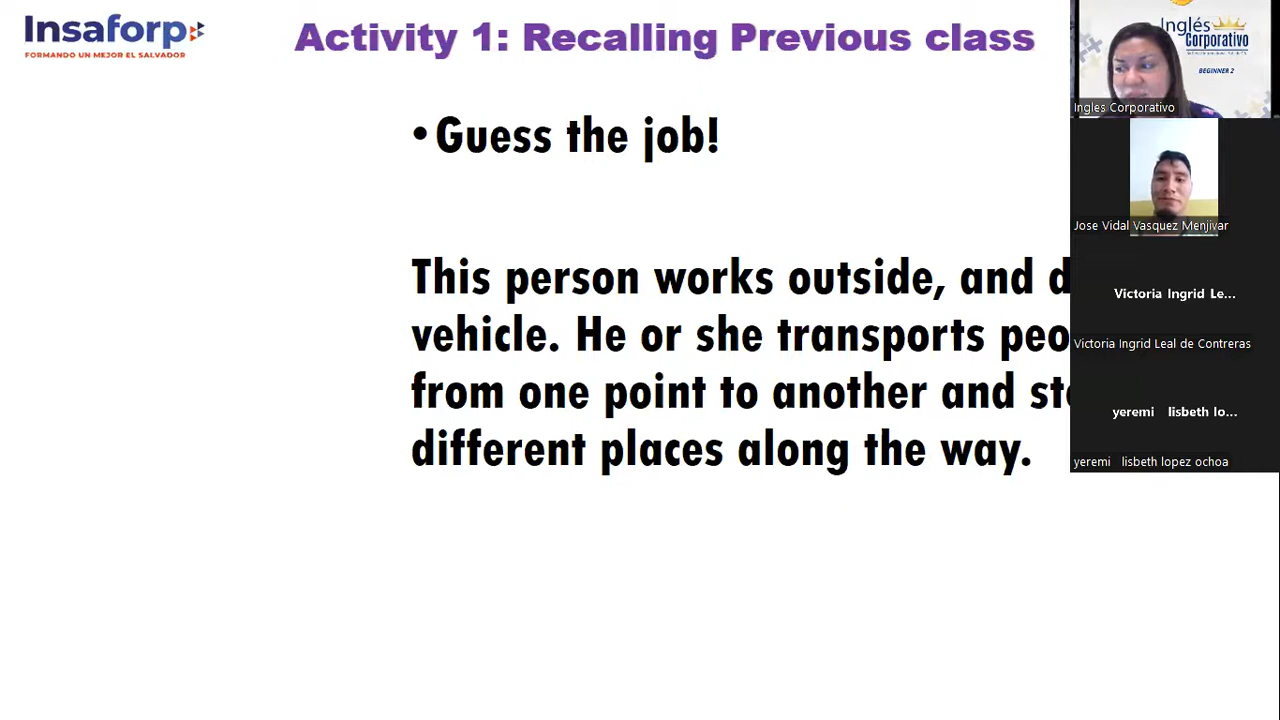 Insaforp
FORMANDO UN MEJOR EL SALVADOR
Activity 1: Recalling Previous class
• Guess the job!
This person works outside, and d
vehicle. He or she transports peo
from one point to another and st
different places along the way.
Inglés
Corporativo
BEGINNER 2
Ingles Corporativo
Jose Vidal Vasquez Menjivar
Victoria Ingrid Le...
Victoria Ingrid Leal de Contreras
yeremi lisbeth lo...
yeremi lisbeth lopez ochoa